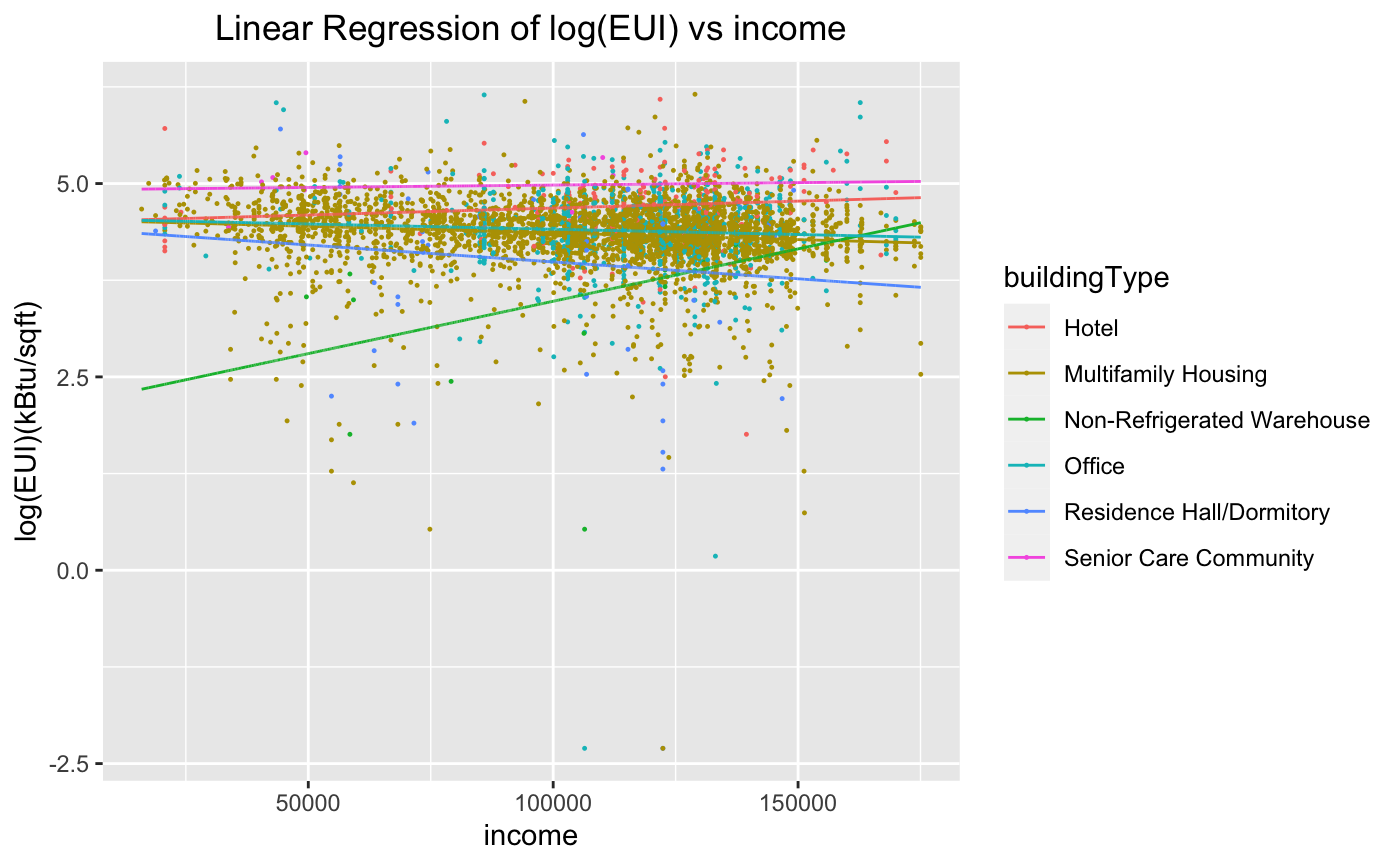 Linear Regression of log(EUI) vs income
log(EUI)(kBtu/sqft)
5.0
2.5
0.0
-2.5
50000
100000
150000
income
buildingType
Hotel
Multifamily Housing
Non-Refrigerated Warehouse
Office
Residence Hall/Dormitory
Senior Care Community